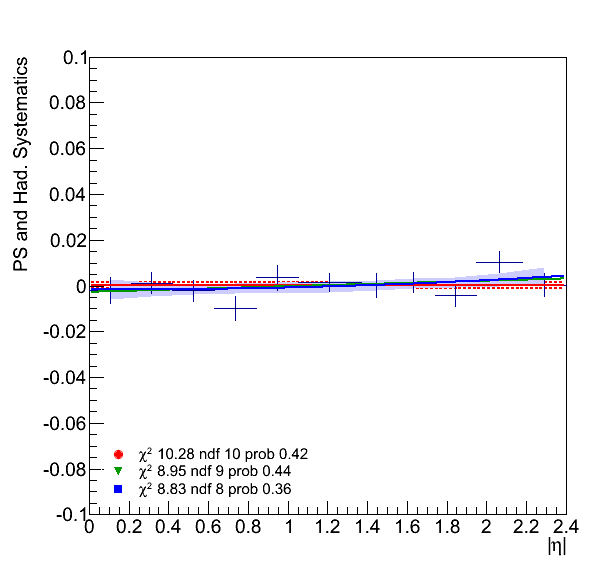 PS and Had. Systematics
0.1
0.08
0.06
0.04
0.02
0
-0.02
-0.04
-0.06
-0.08
-0.1
χ² 10.28 ndf 10 prob 0.42
χ² 8.95 ndf 9 prob 0.44
χ² 8.83 ndf 8 prob 0.36
0 0.2 0.4 0.6 0.8 1 1.2 1.4 1.6 1.8 2 2.2 2.4
|η|